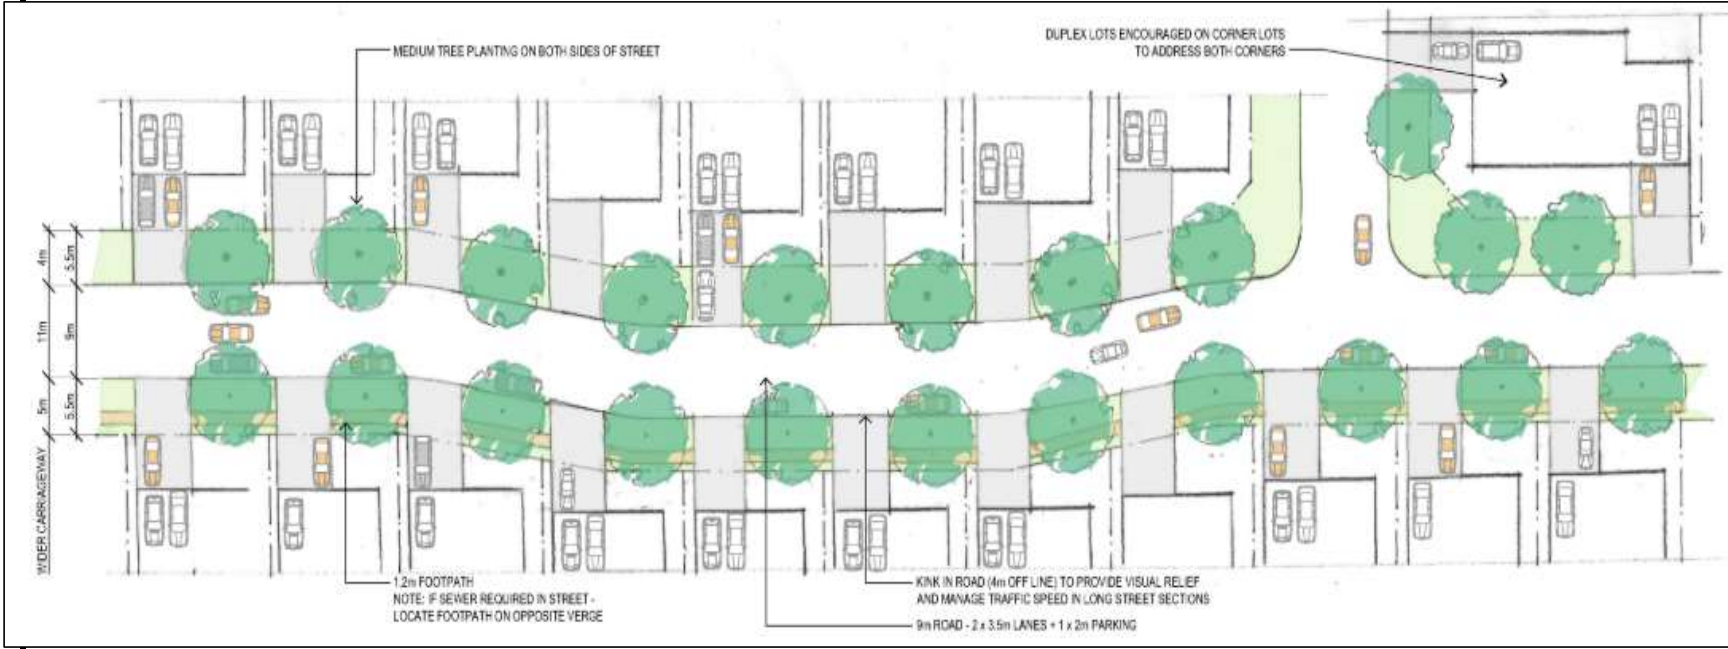 MEDIUM TREE PLANTING ON BOTH SIDES OF STREET
DUPLEX LOTS ENCOURAGED ON CORNER LOTS
TO ADDRESS BOTH CORNERS
4m
5.5m
11m
9m
5m
5.5m
WIDER CARRAGEWAY
1.2m FOOTPATH
NOTE: IF SEWER REQUIRED IN STREET -
LOCATE FOOTPATH ON OPPOSITE VERGE
KINK IN ROAD (4m OFF LINE) TO PROVIDE VISUAL RELIEF
AND MANAGE TRAFFIC SPEED IN LONG STREET SECTIONS
9m ROAD - 2 x 3.5m LANES + 1 x 2m PARKING